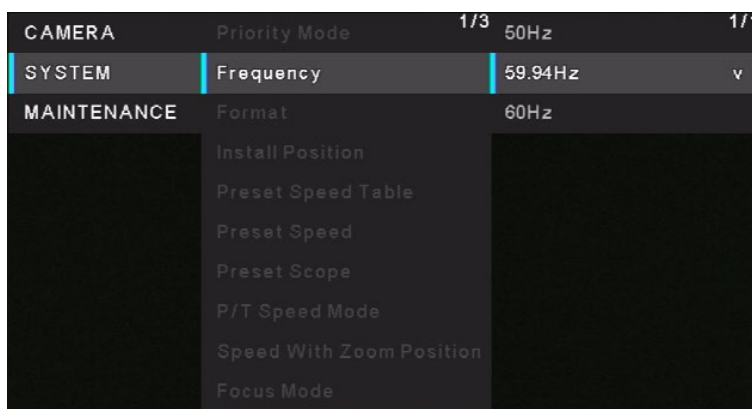 CAMERA
SYSTEM
MAINTENANCE
1/3
Priority Mode
Frequency
Format
Install Position
Preset Speed Table
Preset Speed
Preset Scope
P/T Speed Mode
Speed With Zoom Position
Focus Mode
50Hz
59.94Hz v
60Hz